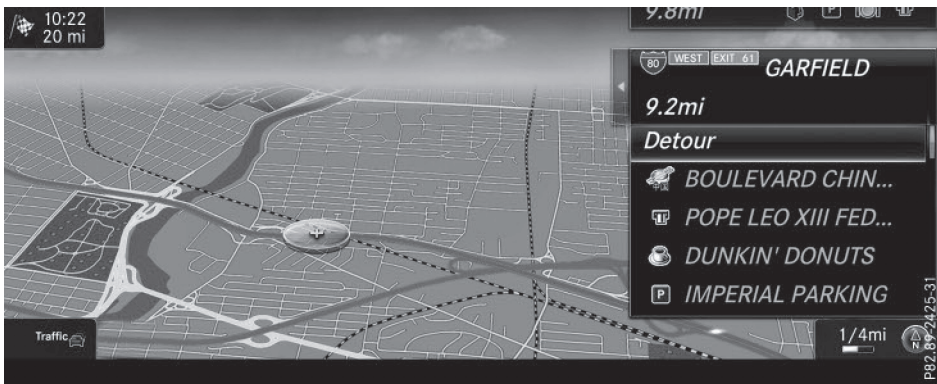 10:22
20 mi
9.8mi
P
80 WEST EXIT 61 GARFIELD
9.2mi
Detour
BOULEVARD CHIN...
POPE LEO XIII FED...
DUNKIN' DONUTS
P IMPERIAL PARKING
Traffic
1/4mi
N
P82.89-2425-31